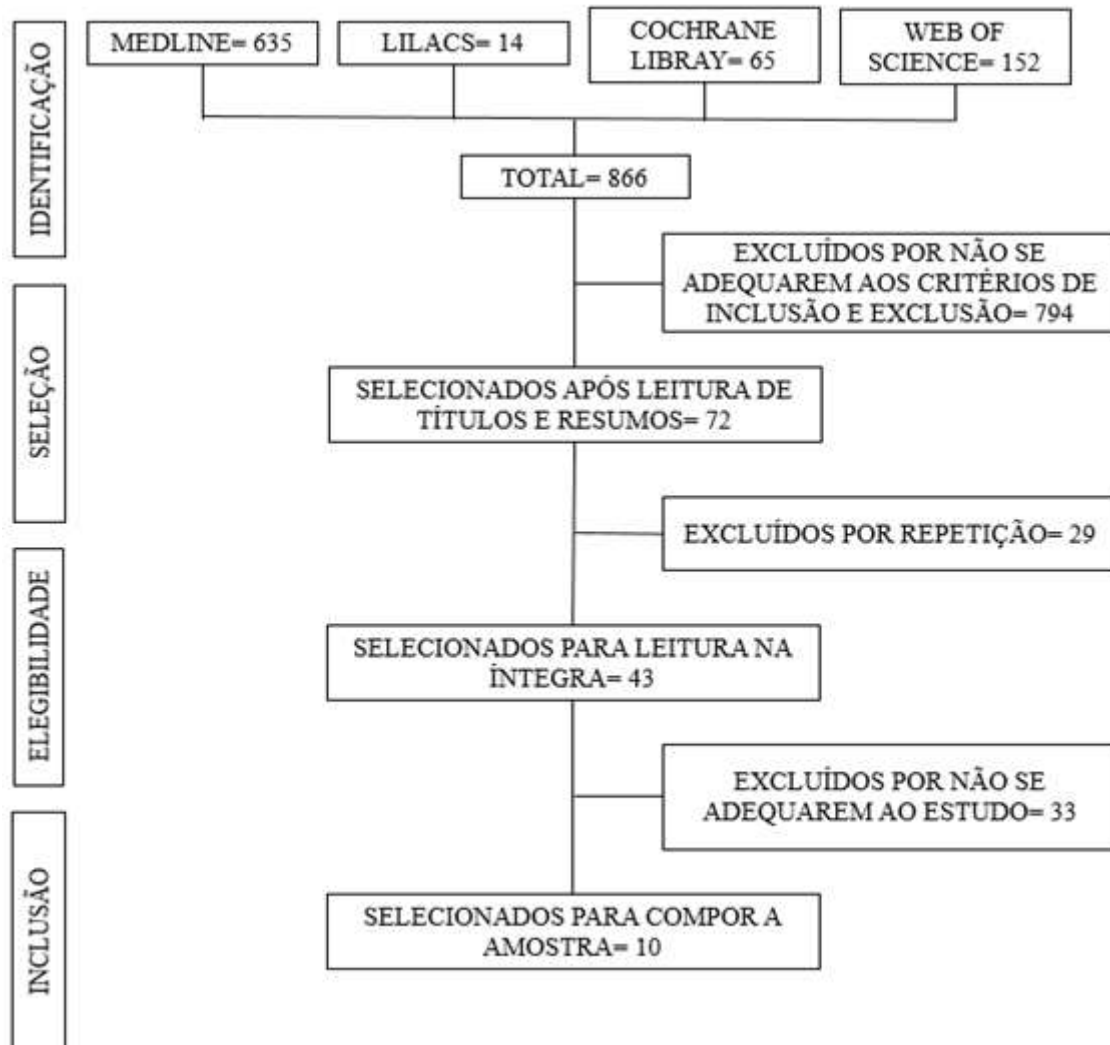 IDENTIFICAÇÃO
MEDLINE= 635
LILACS= 14
COCHRANE
LIBRAY= 65
WEB OF
SCIENCE= 152
TOTAL= 866
EXCLUÍDOS POR NÃO SE
ADEQUAREM AOS CRITÉRIOS DE
INCLUSÃO E EXCLUSÃO= 794
SELEÇÃO
SELECIONADOS APÓS LEITURA DE
TÍTULOS E RESUMOS= 72
EXCLUÍDOS POR REPETIÇÃO= 29
ELEGIBILIDADE
SELECIONADOS PARA LEITURA NA
ÍNTEGRA= 43
EXCLUÍDOS POR NÃO SE
ADEQUAREM AO ESTUDO= 33
INCLUSÃO
SELECIONADOS PARA COMPOR A
AMOSTRA= 10